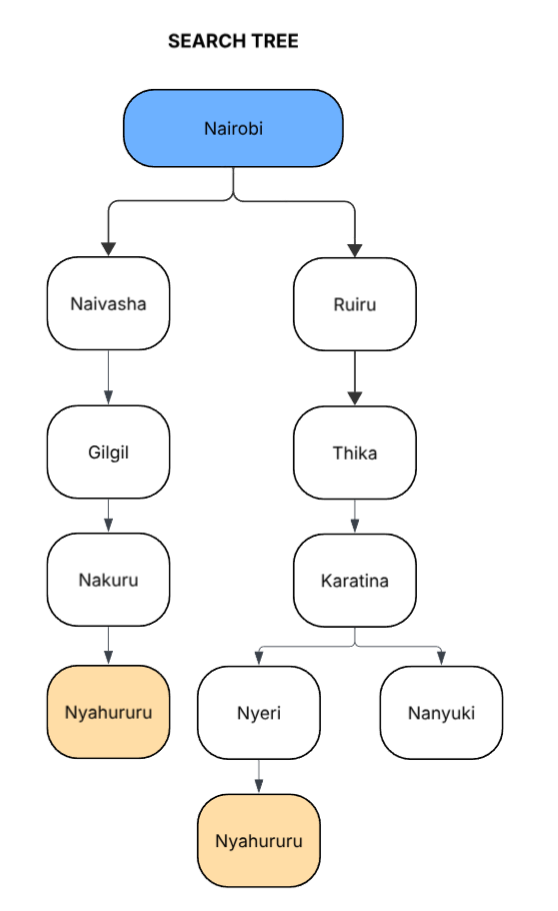 SEARCH TREE
Nairobi
Naivasha
Ruiru
Gilgil
Thika
Nakuru
Karatina
Nyahururu
Nyeri
Nanyuki
Nyahururu